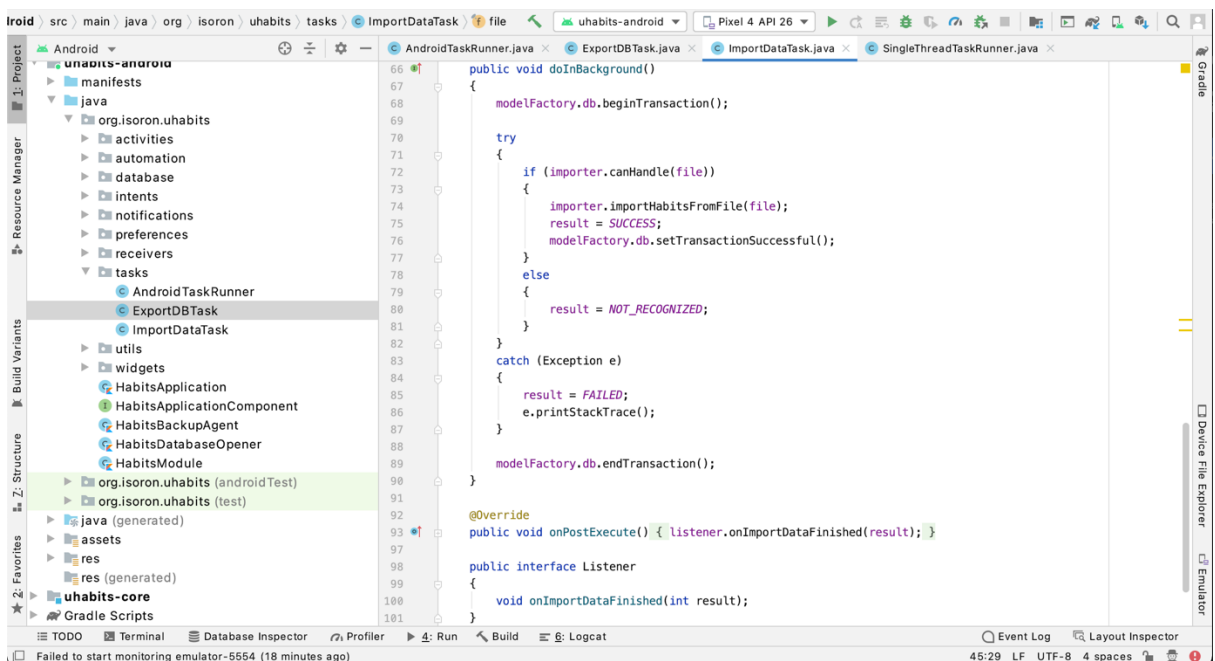 lroid src main java org isoron uhabits tasks ImportDataTask file uhabits-android Pixel 4 API 26
1: Project
Resource Manager
Build Variants
Z: Structure
2: Favorites
Android
uhabits-android
manifests
java
org.isoron.uhabits
activities
automation
database
intents
notifications
preferences
receivers
tasks
AndroidTaskRunner
ExportDBTask
ImportDataTask
utils
widgets
HabitsApplication
HabitsApplicationComponent
HabitsBackupAgent
HabitsDatabaseOpener
HabitsModule
org.isoron.uhabits (androidTest)
org.isoron.uhabits (test)
java (generated)
assets
res
res (generated)
uhabits-core
Gradle Scripts
AndroidTaskRunner.java ExportDBTask.java ImportDataTask.java SingleThreadTaskRunner.java
66 public void doInBackground()
67 {
68 modelFactory.db.beginTransaction();
69
70 try
71 {
72 if (importer.canHandle(file))
73 {
74 importer.importHabitsFromFile(file);
75 result = SUCCESS;
76 modelFactory.db.setTransactionSuccessful();
77 }
78 else
79 {
80 result = NOT_RECOGNIZED;
81 }
82 }
83 catch (Exception e)
84 {
85 result = FAILED;
86 e.printStackTrace();
87 }
88
89 modelFactory.db.endTransaction();
90 }
91
92 @Override
93 public void onPostExecute() { listener.onImportDataFinished(result); }
97
98 public interface Listener
99 {
100 void onImportDataFinished(int result);
101 }
Gradle
Device File Explorer
Emulator
TODO Terminal Database Inspector Profiler 4: Run Build 6: Logcat Event Log Layout Inspector
Failed to start monitoring emulator-5554 (18 minutes ago) 45:29 LF UTF-8 4 spaces